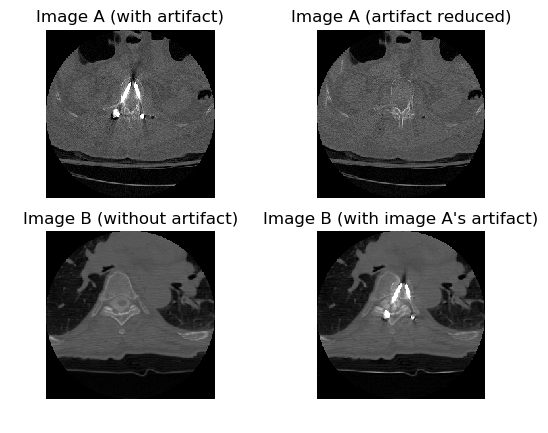 Image A (with artifact)
Image A (artifact reduced)
Image B (without artifact)
Image B (with image A's artifact)